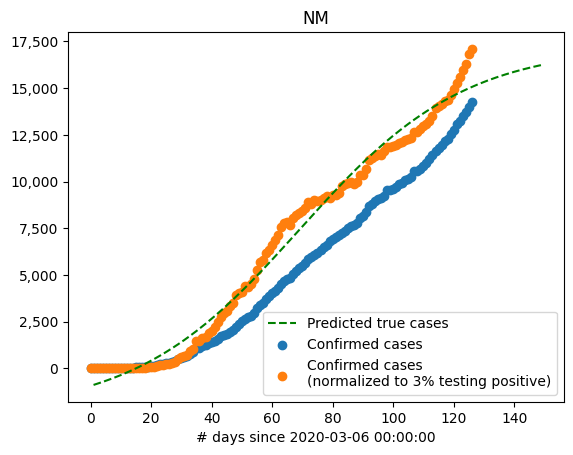 NM
17,500
15,000
12,500
10,000
7,500
5,000
2,500
0
Predicted true cases
Confirmed cases
Confirmed cases
(normalized to 3% testing positive)
0 20 40 60 80 100 120 140
# days since 2020-03-06 00:00:00